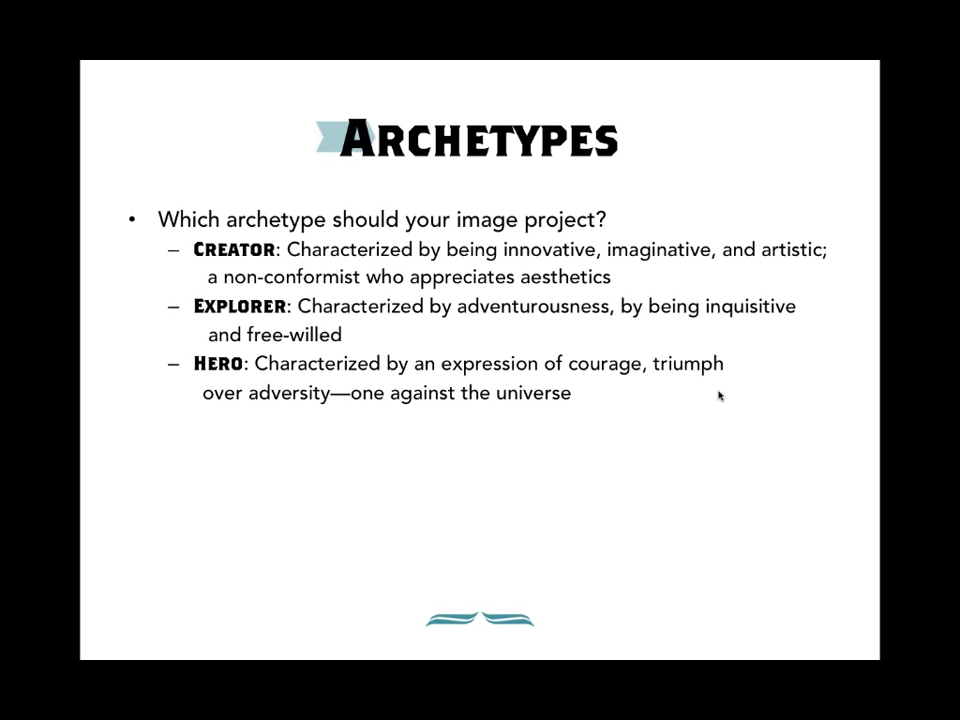 ARCHETYPES
• Which archetype should your image project?
– CREATOR: Characterized by being innovative, imaginative, and artistic;
a non-conformist who appreciates aesthetics
– EXPLORER: Characterized by adventurousness, by being inquisitive
and free-willed
– HERO: Characterized by an expression of courage, triumph
over adversity—one against the universe